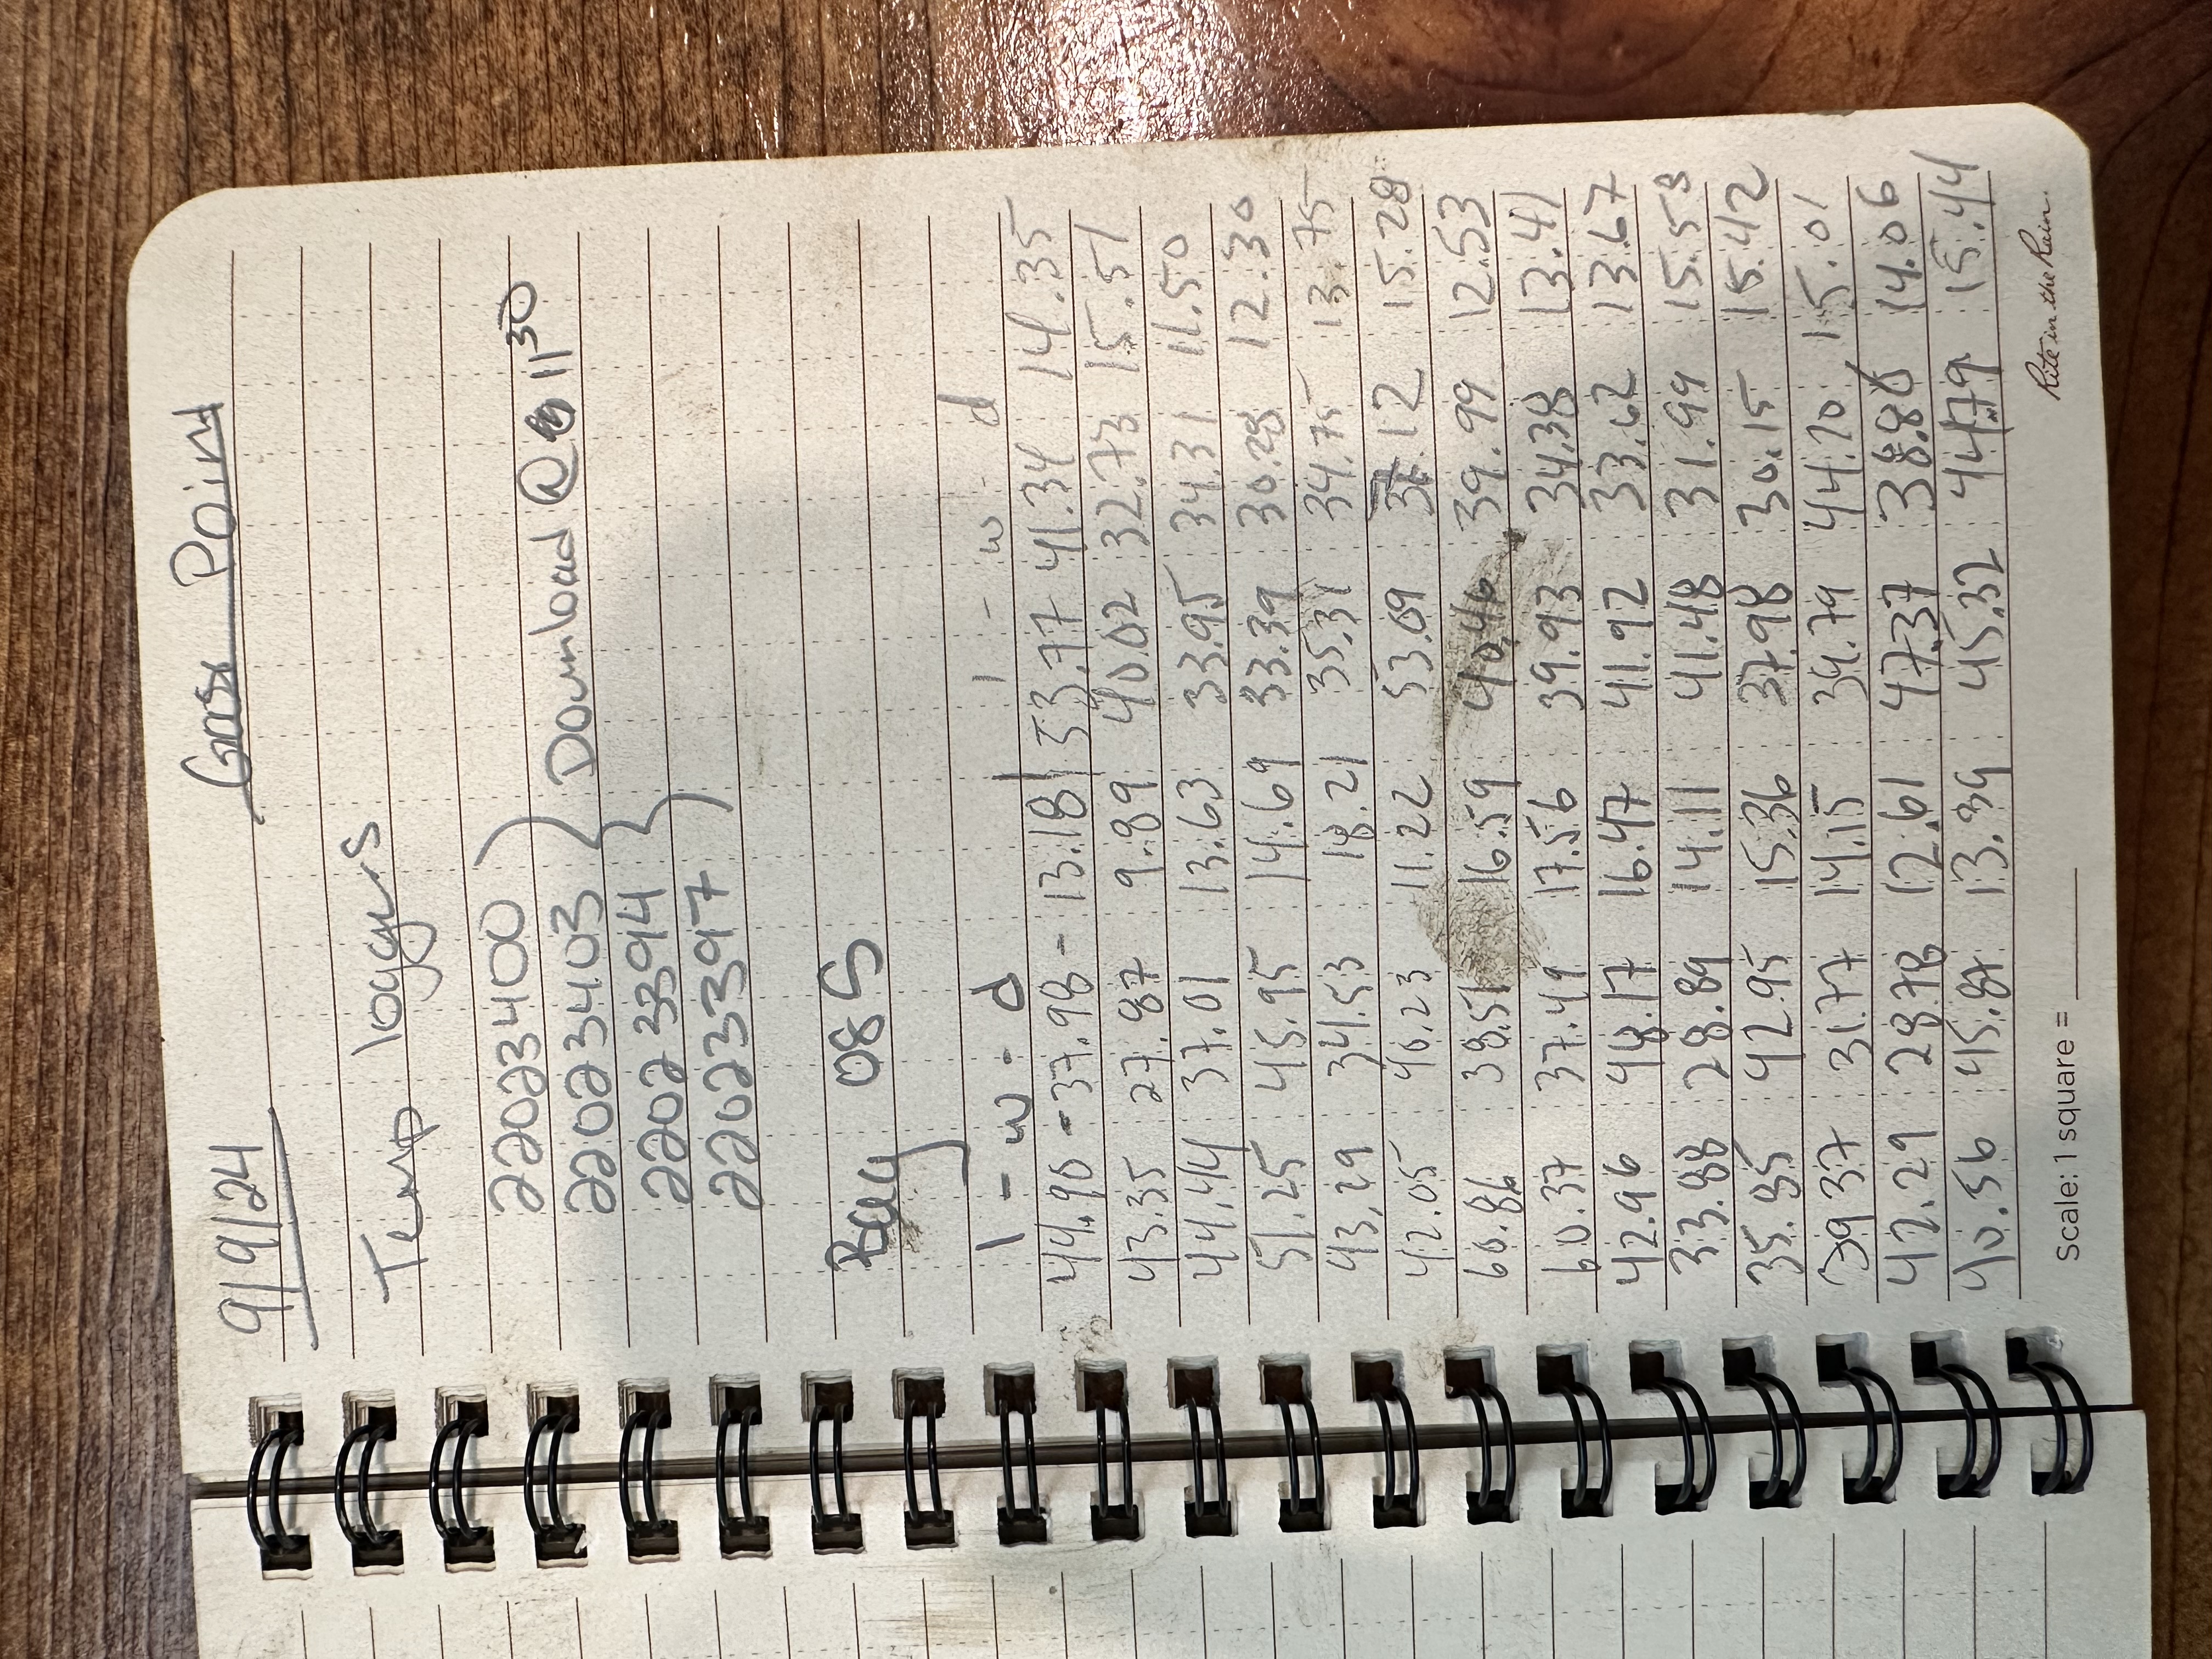 9/9/24 Point
Temp loggers
22023400
22023403
22023394
22023397
Download @ 11 30
Bag 085
l - w - d l - w - d
44.90 - 37.98 - 13.18 | 53.77 41.34 14.35
43.35 27.87 9.89 40.02 32.73 15.51
44.44 37.01 13.63 33.95 34.31 11.50
51.25 45.95 14.69 33.39 30.28 12.30
43.29 34.53 18.21 35.31 34.75 13.75
42.05 40.23 11.22 53.09 .12 15.28
60.86 38.51 16.59 40.46 39.99 12.53
60.37 37.49 17.56 39.93 34.38 13.41
42.96 48.17 16.47 41.92 33.62 13.67
33.88 28.89 14.11 41.48 31.99 15.58
35.85 42.95 15.36 37.98 30.15 15.42
39 37 31.77 14.15 39.79 44.70 15.01
42.29 28.78 12.61 47.37 38.86 14.06
40.56 45.87 13.39 45.32 44.79 15.44
Scale: 1 square = ________
Rite in the Rain.